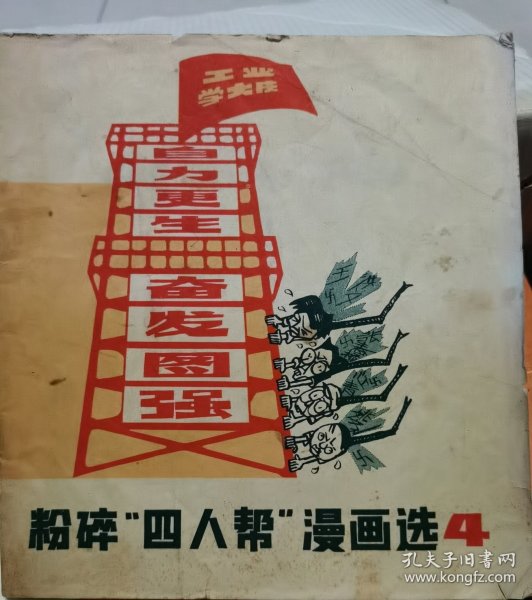 工业
学大庆
自
力
更
生
奋
发
图
强
粉碎“四人帮”漫画选4
孔夫子旧书网
www.kongfz.com